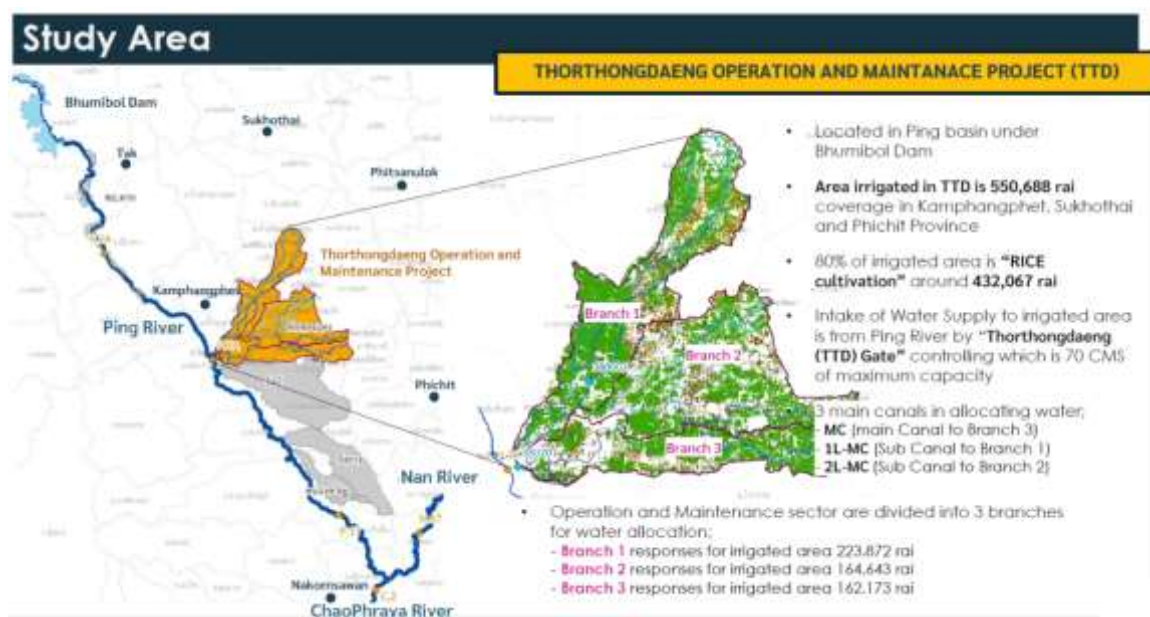 Study Area
THORTHONGDAENG OPERATION AND MAINTANACE PROJECT (TTD)
Bhumibol Dam
Sukhothai
Tak
Phitsanulok
Thorthongdaeng Operation and
Maintenance Project
Kamphangphet
Ping River
Phichit
Nan River
Nakornsawan
C.2
ChaoPhraya River
Branch 1
Branch 2
Branch 3
• Located in Ping basin under
Bhumibol Dam
• Area irrigated in TTD is 550,688 rai
coverage in Kamphangphet, Sukhothai
and Phichit Province
• 80% of irrigated area is "RICE
cultivation" around 432,067 rai
• Intake of Water Supply to irrigated area
is from Ping River by "Thorthongdaeng
(TTD) Gate" controlling which is 70 CMS
of maximum capacity
• 3 main canals in allocating water;
- MC (main Canal to Branch 3)
- 1L-MC (Sub Canal to Branch 1)
- 2L-MC (Sub Canal to Branch 2)
• Operation and Maintenance sector are divided into 3 branches
for water allocation;
- Branch 1 responses for irrigated area 223,872 rai
- Branch 2 responses for irrigated area 164,643 rai
- Branch 3 responses for irrigated area 162,173 rai